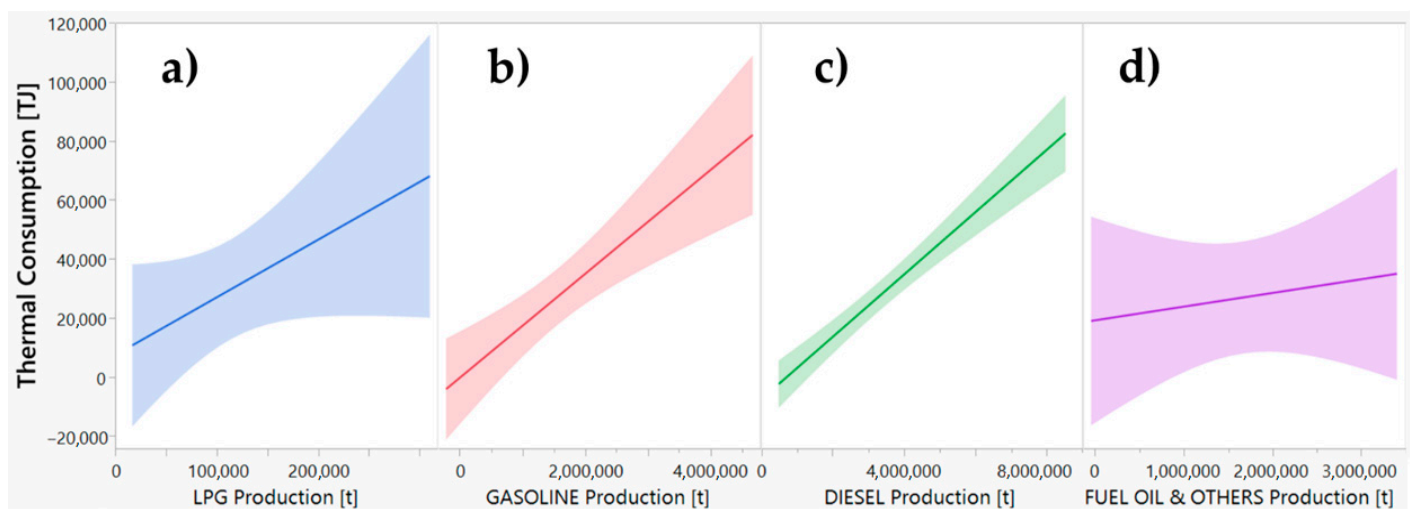 a) b) c) d)
Thermal Consumption [TJ]
120,000
100,000
80,000
60,000
40,000
20,000
0
−20,000
0 100,000 200,000 0 2,000,000 4,000,000 0 4,000,000 8,000,000 0 1,000,000 2,000,000 3,000,000
LPG Production [t] GASOLINE Production [t] DIESEL Production [t] FUEL OIL & OTHERS Production [t]